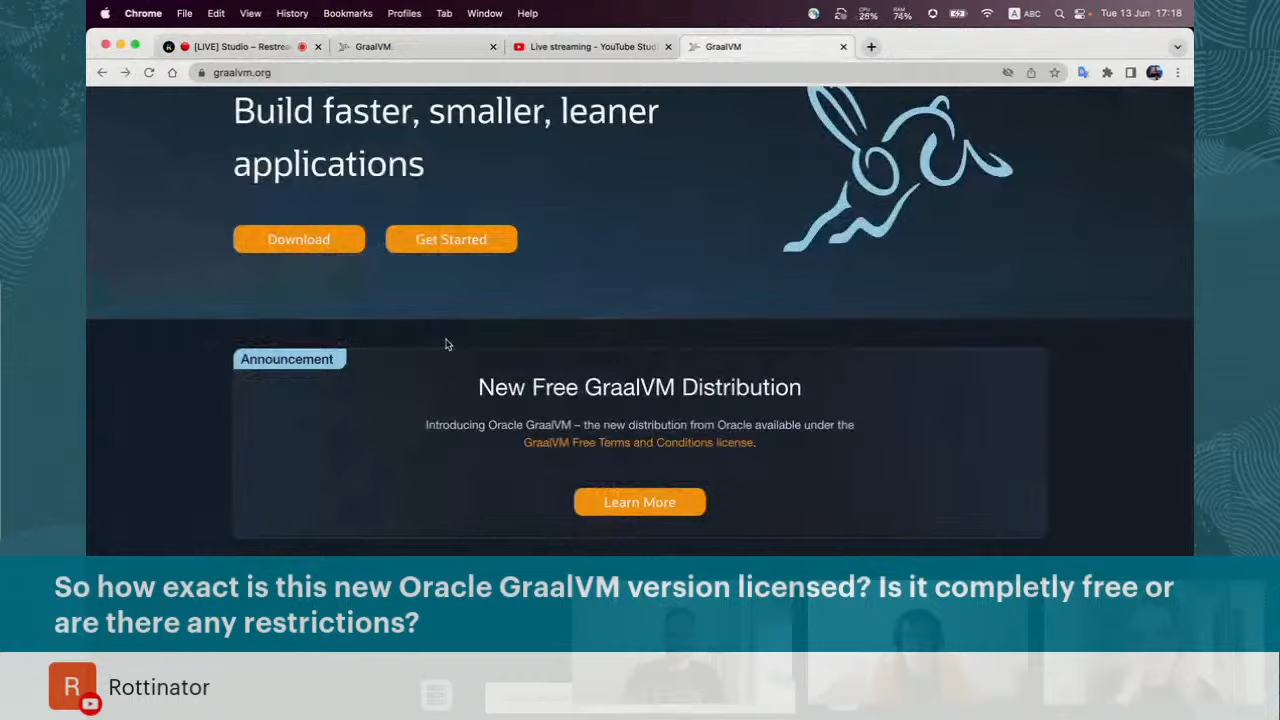 Chrome File Edit View History Bookmarks Profiles Tab Window Help CPU 26% RAM 74% A ABC Tue 13 Jun 17:18
[LIVE] Studio – Restrea GraalVM Live streaming - YouTube Stud GraalVM
graalvm.org
Build faster, smaller, leaner
applications
Download Get Started
Announcement
New Free GraalVM Distribution
Introducing Oracle GraalVM – the new distribution from Oracle available under the
GraalVM Free Terms and Conditions license.
Learn More
So how exact is this new Oracle GraalVM version licensed? Is it completly free or
are there any restrictions?
R Rottinator